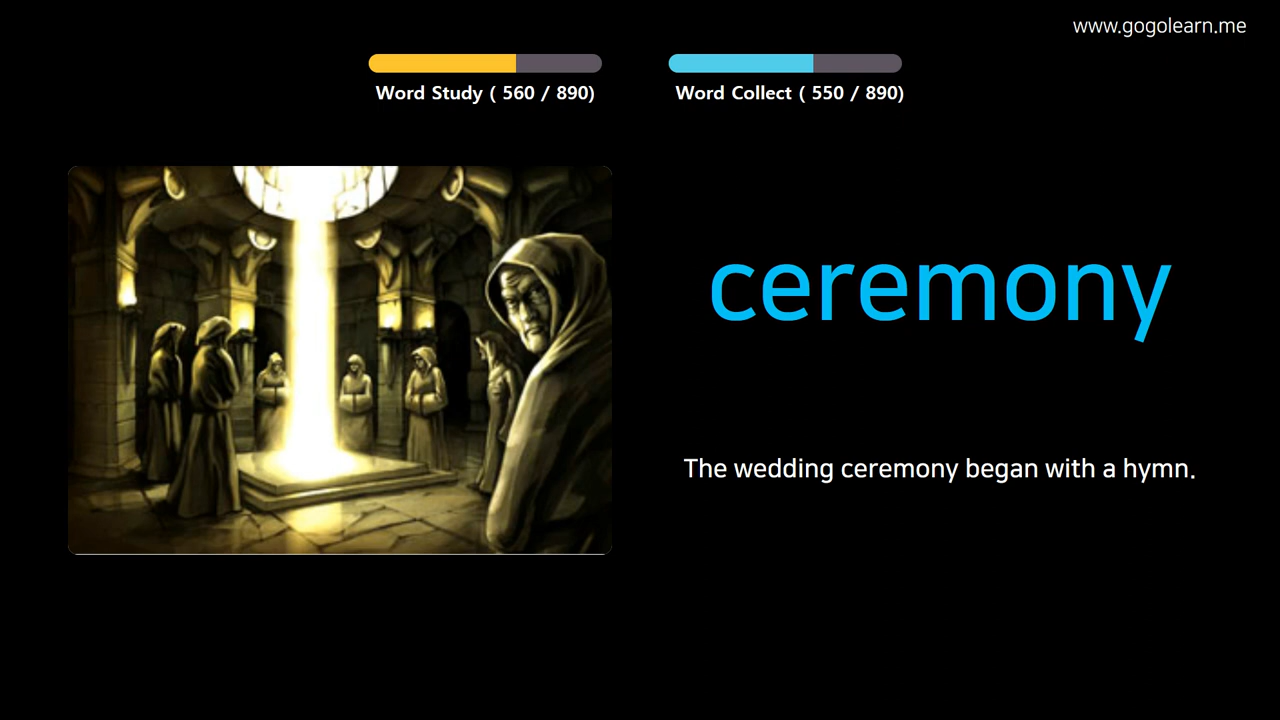 www.gogolearn.me
Word Study ( 560 / 890)
Word Collect ( 550 / 890)
ceremony
The wedding ceremony began with a hymn.